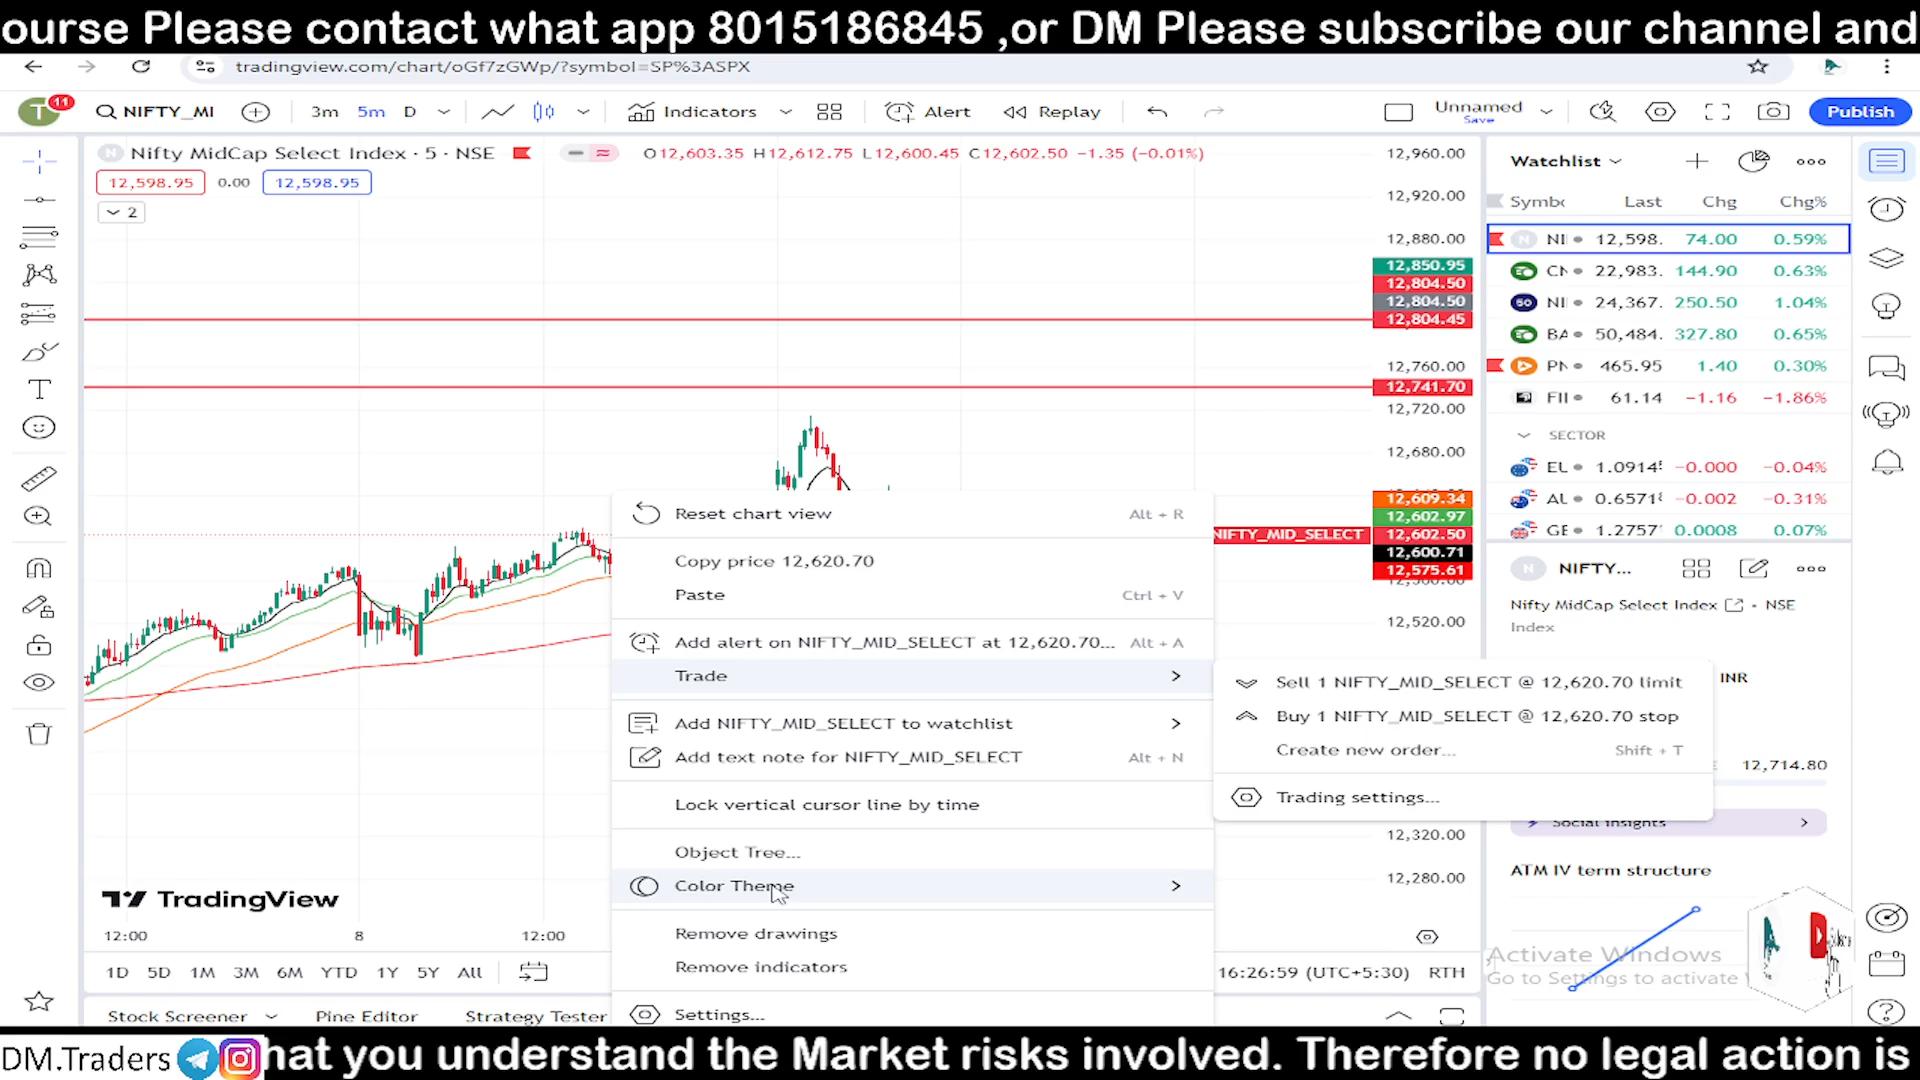 ourse Please contact what app 8015186845 ,or DM Please subscribe our channel and
tradingview.com/chart/oGf7zGWp/?symbol=SP%3ASPX
T 11 NIFTY_MI 3m 5m D Indicators Alert Replay Unnamed Save Publish
N Nifty MidCap Select Index · 5 · NSE O12,603.35 H12,612.75 L12,600.45 C12,602.50 −1.35 (−0.01%)
12,598.95 0.00 12,598.95
2
12,960.00
12,920.00
12,880.00
12,850.95
12,804.50
12,804.50
12,804.45
12,760.00
12,741.70
12,720.00
12,680.00
12,609.34
12,602.97
NIFTY_MID_SELECT 12,602.50
12,600.71
12,575.61
12,520.00
12,320.00
12,280.00
Reset chart view Alt + R
Copy price 12,620.70
Paste Ctrl + V
Add alert on NIFTY_MID_SELECT at 12,620.70... Alt + A
Trade
Add NIFTY_MID_SELECT to watchlist
Add text note for NIFTY_MID_SELECT Alt + N
Lock vertical cursor line by time
Object Tree...
Color Theme
Remove drawings
Remove indicators
Settings...
Sell 1 NIFTY_MID_SELECT @ 12,620.70 limit
Buy 1 NIFTY_MID_SELECT @ 12,620.70 stop
Create new order... Shift + T
Trading settings...
TradingView
12:00 8 12:00
1D 5D 1M 3M 6M YTD 1Y 5Y All
16:26:59 (UTC+5:30) RTH
Stock Screener Pine Editor Strategy Tester
Watchlist
Symbo Last Chg Chg%
N NI 12,598. 74.00 0.59%
CN 22,983. 144.90 0.63%
50 NI 24,367. 250.50 1.04%
BA 50,484. 327.80 0.65%
PN 465.95 1.40 0.30%
FII 61.14 −1.16 −1.86%
SECTOR
EU 1.0914 −0.000 −0.04%
AU 0.6571 −0.002 −0.31%
GE 1.2757 0.0008 0.07%
N NIFTY...
Nifty MidCap Select Index · NSE
Index
INR
12,714.80
Social insights
ATM IV term structure
Activate Windows
Go to Settings to activate
DM.Traders hat you understand the Market risks involved. Therefore no legal action is